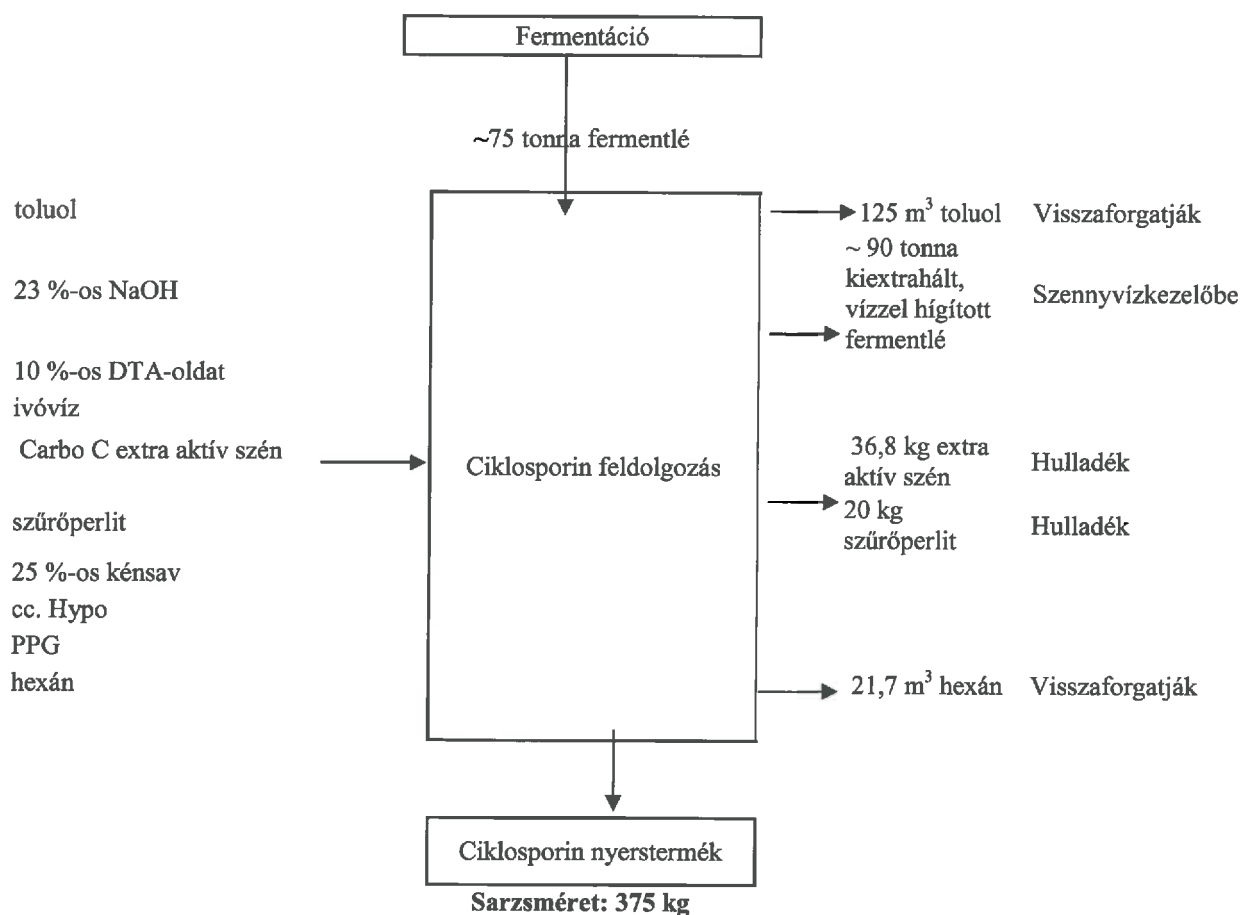 Fermentáció
~75 tonna fermentlé
toluol
23 %-os NaOH
10 %-os DTA-oldat
ivóvíz
Carbo C extra aktív szén
szűrőperlit
25 %-os kénsav
cc. Hypo
PPG
hexán
Ciklosporin feldolgozás
125 m³ toluol Visszaforgatják
~ 90 tonna
kiextrahált,
vízzel hígított
fermentlé
Szennyvízkezelőbe
36,8 kg extra
aktív szén
Hulladék
20 kg
szűrőperlit
Hulladék
21,7 m³ hexán Visszaforgatják
Ciklosporin nyerstermék
Sarzsméret: 375 kg